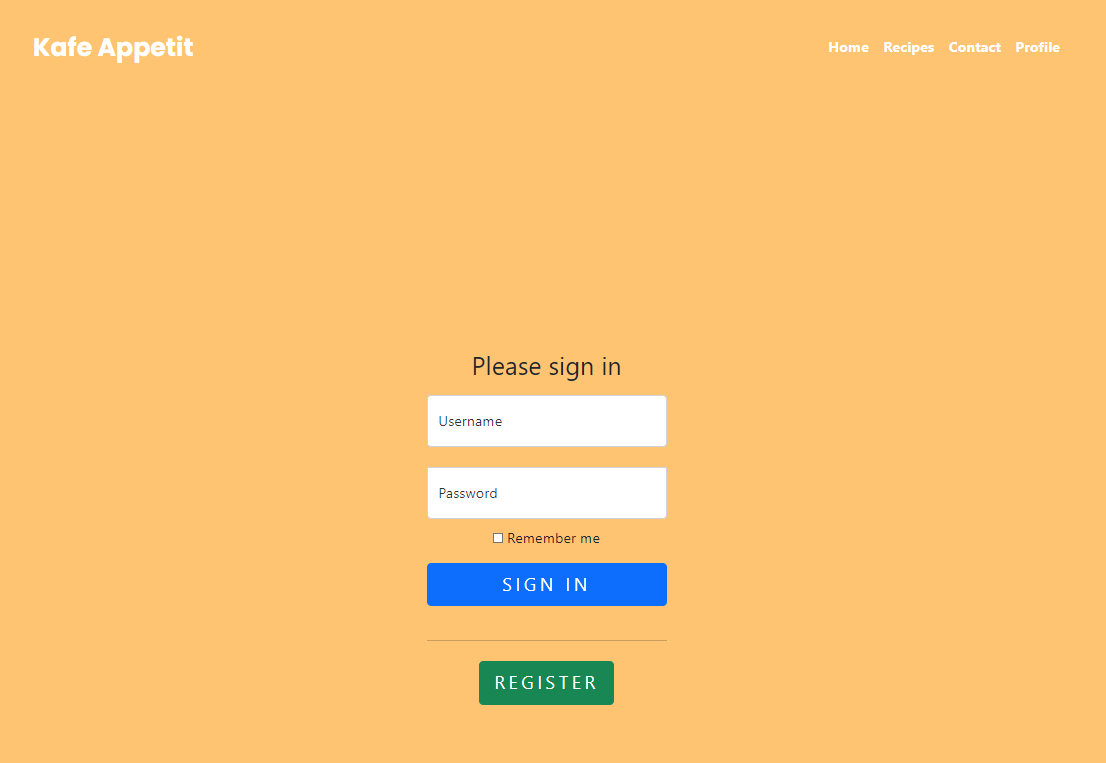 Kafe Appetit
Home Recipes Contact Profile
Please sign in
Username
Password
Remember me
SIGN IN
REGISTER